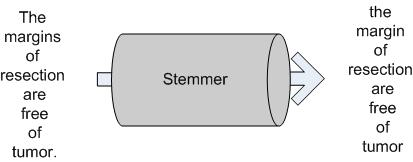 The
margins
of
resection
are
free
of
tumor.
Stemmer
the
margin
of
resection
are
free
of
tumor